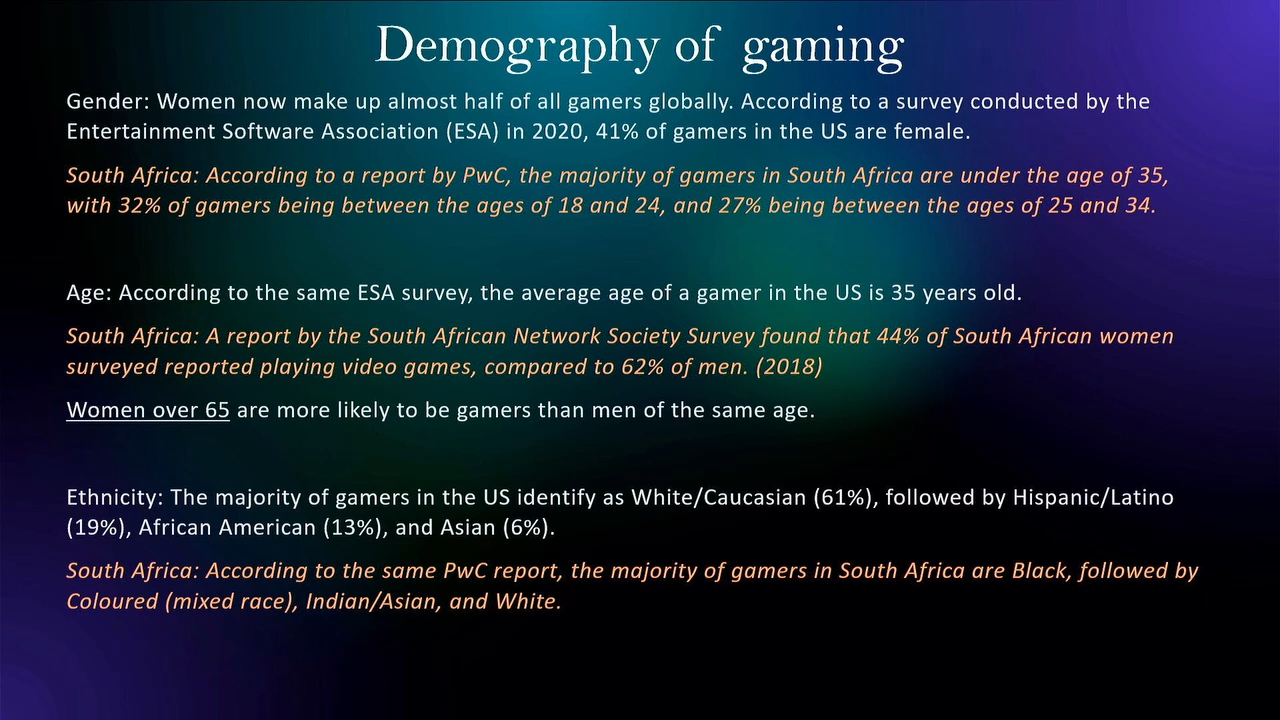 Demography of gaming
Gender: Women now make up almost half of all gamers globally. According to a survey conducted by the
Entertainment Software Association (ESA) in 2020, 41% of gamers in the US are female.
South Africa: According to a report by PwC, the majority of gamers in South Africa are under the age of 35,
with 32% of gamers being between the ages of 18 and 24, and 27% being between the ages of 25 and 34.
Age: According to the same ESA survey, the average age of a gamer in the US is 35 years old.
South Africa: A report by the South African Network Society Survey found that 44% of South African women
surveyed reported playing video games, compared to 62% of men. (2018)
Women over 65 are more likely to be gamers than men of the same age.
Ethnicity: The majority of gamers in the US identify as White/Caucasian (61%), followed by Hispanic/Latino
(19%), African American (13%), and Asian (6%).
South Africa: According to the same PwC report, the majority of gamers in South Africa are Black, followed by
Coloured (mixed race), Indian/Asian, and White.